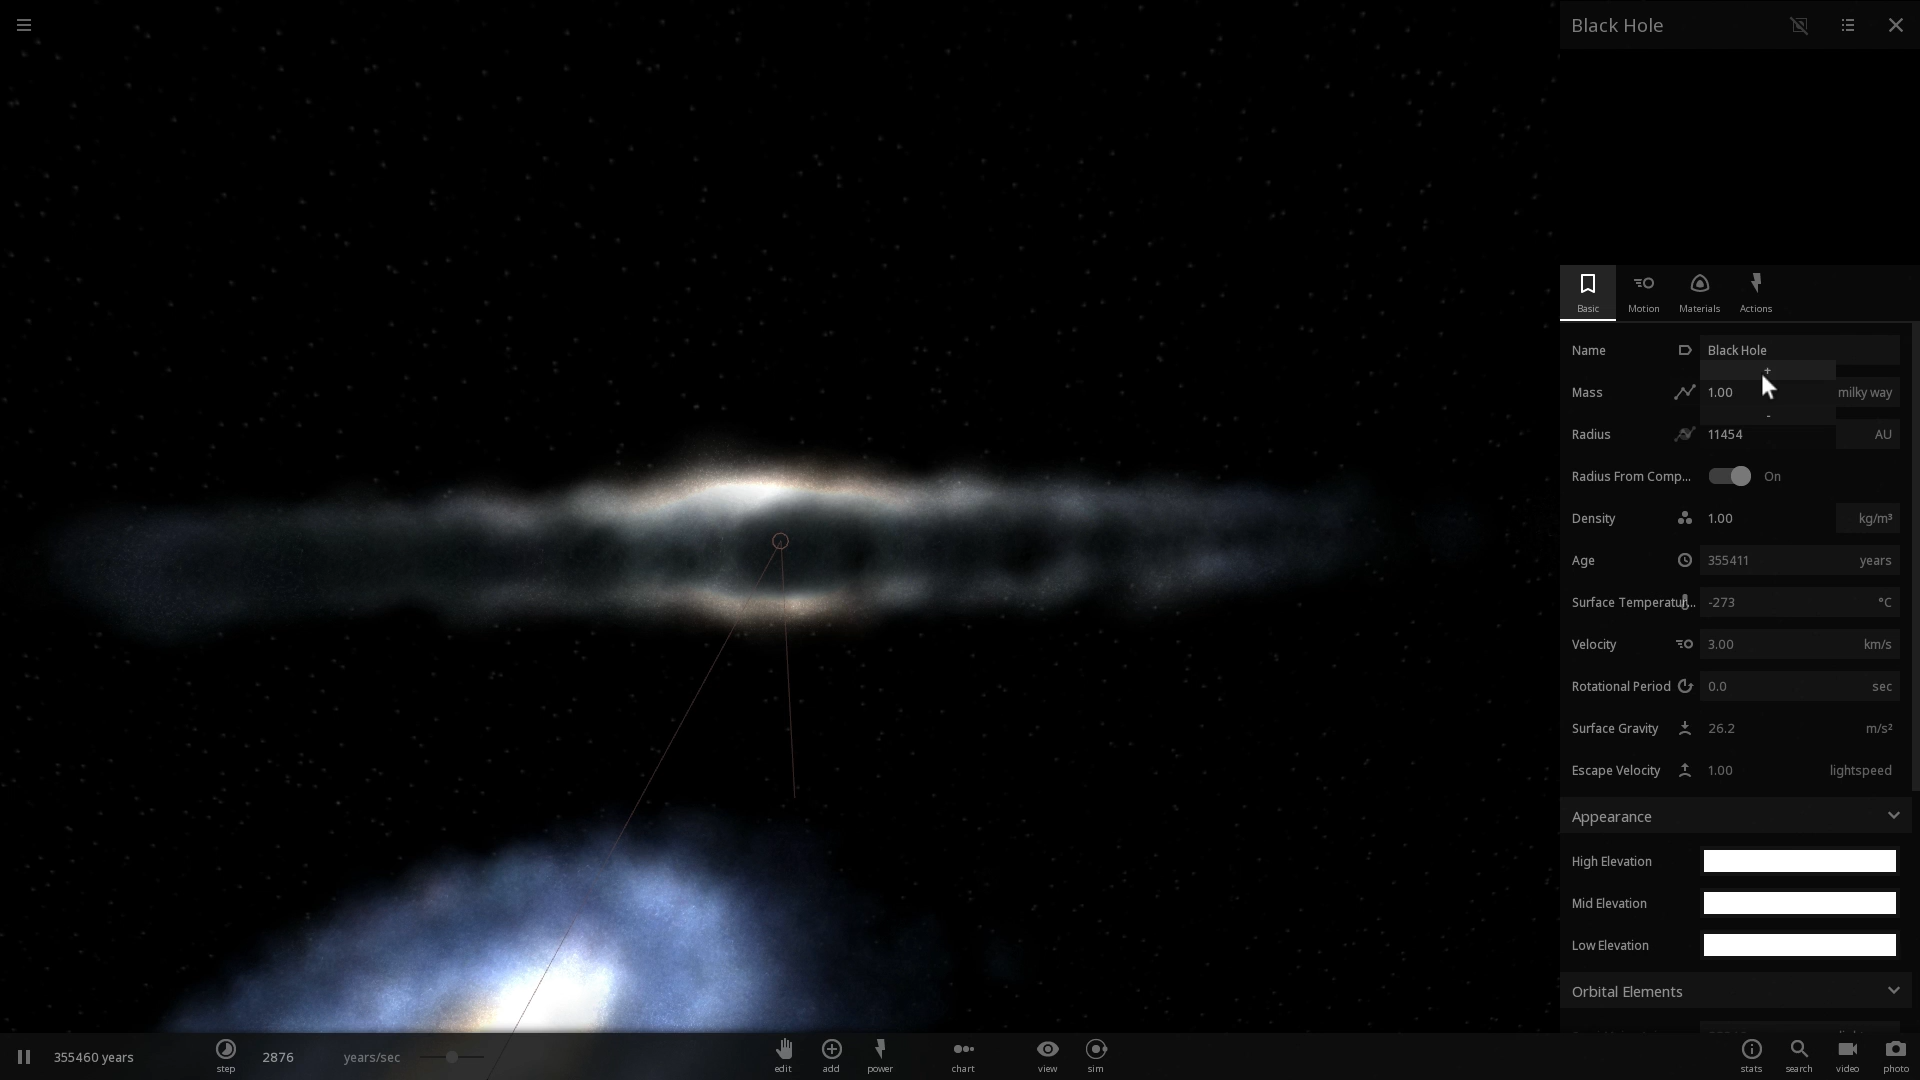 Black Hole
Basic
Motion
Materials
Actions
Name
Black Hole
+
Mass
1.00
milky way
-
Radius
11454
AU
Radius From Comp...
On
Density
1.00
kg/m³
Age
355411
years
Surface Temperatur...
-273
°C
Velocity
3.00
km/s
Rotational Period
0.0
sec
Surface Gravity
26.2
m/s²
Escape Velocity
1.00
lightspeed
Appearance
High Elevation
Mid Elevation
Low Elevation
Orbital Elements
355460 years
step
2876
years/sec
edit
add
power
chart
view
sim
stats
search
video
photo